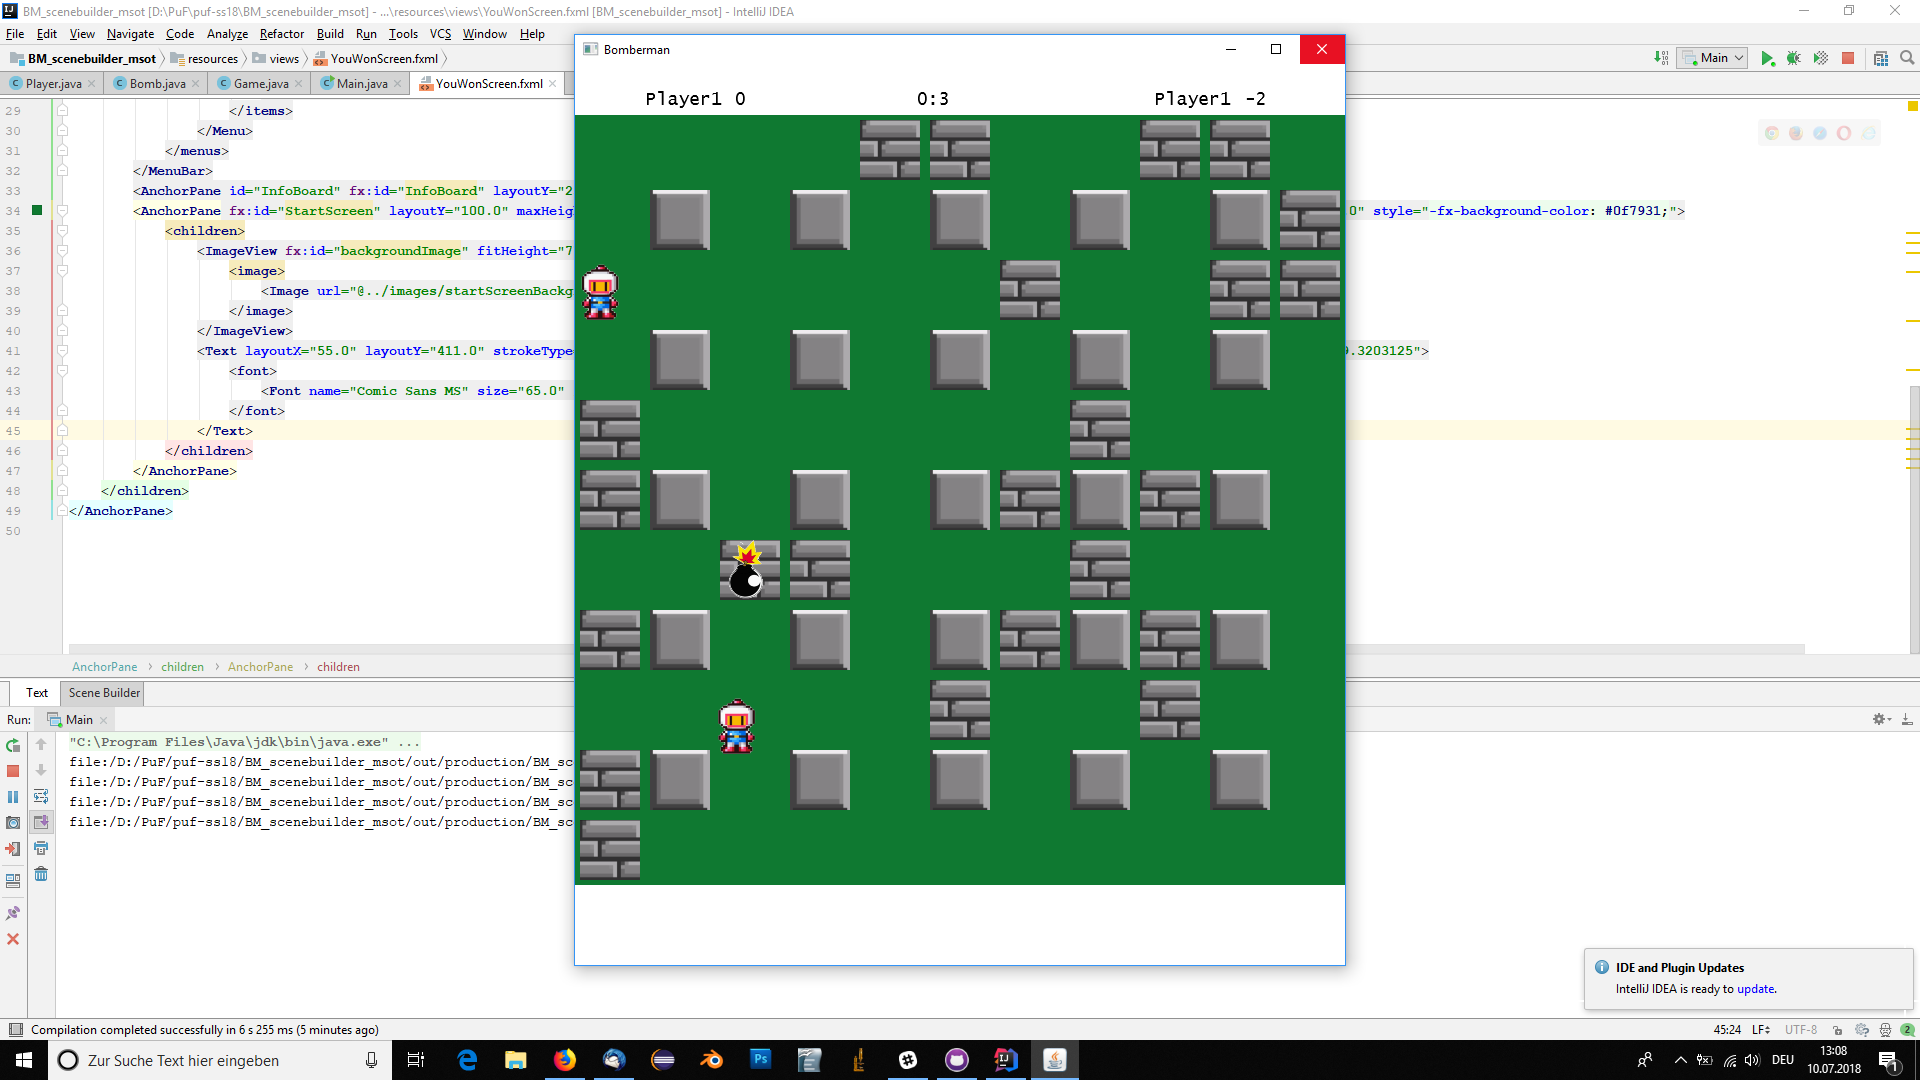 BM_scenebuilder_msot [D:\PuF\puf-ss18\BM_scenebuilder_msot] - ...\resources\views\YouWonScreen.fxml [BM_scenebuilder_msot] - IntelliJ IDEA
File Edit View Navigate Code Analyze Refactor Build Run Tools VCS Window Help
BM_scenebuilder_msot resources views YouWonScreen.fxml
Main
Player.java Bomb.java Game.java Main.java YouWonScreen.fxml
Bomberman
Player1 0 0:3 Player1 -2
29 </items>
30 </Menu>
31 </menus>
32 </MenuBar>
33 <AnchorPane id="InfoBoard" fx:id="InfoBoard" layoutY="2
34 <AnchorPane fx:id="StartScreen" layoutY="100.0" maxHeig 0" style="-fx-background-color: #0f7931;">
35 <children>
36 <ImageView fx:id="backgroundImage" fitHeight="7
37 <image>
38 <Image url="@../images/startScreenBackg
39 </image>
40 </ImageView>
41 <Text layoutX="55.0" layoutY="411.0" strokeType 9.3203125">
42 <font>
43 <Font name="Comic Sans MS" size="65.0"
44 </font>
45 </Text>
46 </children>
47 </AnchorPane>
48 </children>
49 </AnchorPane>
50
AnchorPane children AnchorPane children
Text Scene Builder
Run: Main
"C:\Program Files\Java\jdk\bin\java.exe" ...
file:/D:/PuF/puf-ss18/BM_scenebuilder_msot/out/production/BM_sc
file:/D:/PuF/puf-ss18/BM_scenebuilder_msot/out/production/BM_sc
file:/D:/PuF/puf-ss18/BM_scenebuilder_msot/out/production/BM_sc
file:/D:/PuF/puf-ss18/BM_scenebuilder_msot/out/production/BM_sc
IDE and Plugin Updates
IntelliJ IDEA is ready to update.
Compilation completed successfully in 6 s 255 ms (5 minutes ago)
45:24 LF UTF-8 2
Zur Suche Text hier eingeben
Ps
IJ
DEU
13:08
10.07.2018
1